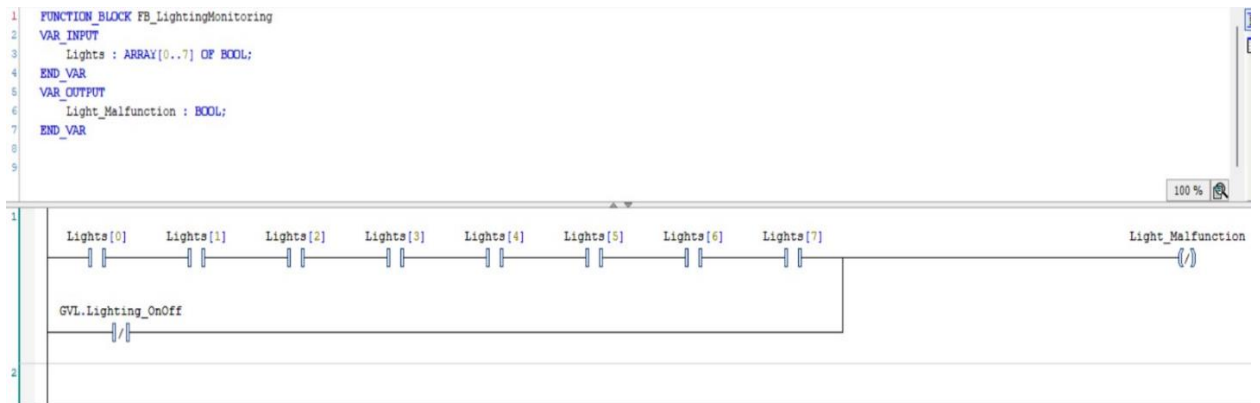 1 FUNCTION_BLOCK FB_LightingMonitoring
2 VAR_INPUT
3 Lights : ARRAY[0..7] OF BOOL;
4 END_VAR
5 VAR_OUTPUT
6 Light_Malfunction : BOOL;
7 END_VAR
8
9
100 %
1
Lights[0] Lights[1] Lights[2] Lights[3] Lights[4] Lights[5] Lights[6] Lights[7] Light_Malfunction
GVL.Lighting_OnOff
2